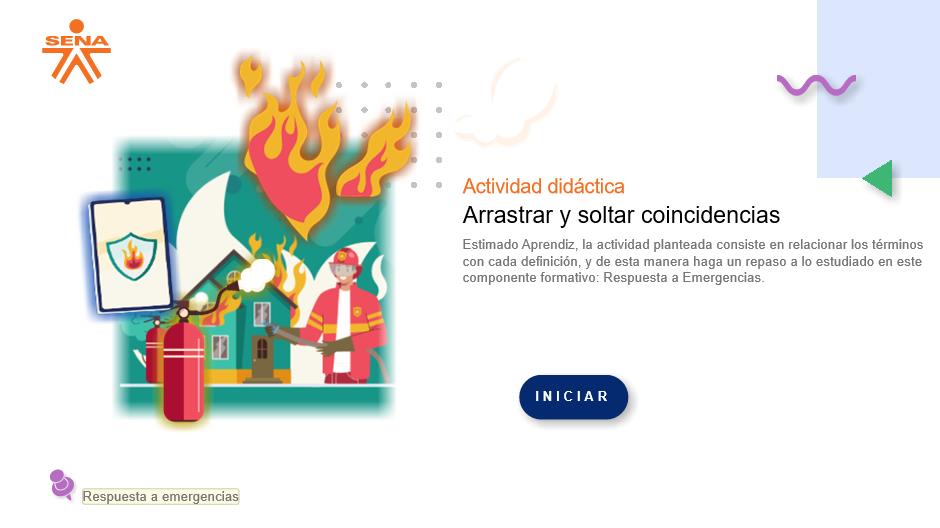 SENA
Actividad didáctica
Arrastrar y soltar coincidencias
Estimado Aprendiz, la actividad planteada consiste en relacionar los términos
con cada definición, y de esta manera haga un repaso a lo estudiado en este
componente formativo: Respuesta a Emergencias.
INICIAR
Respuesta a emergencias